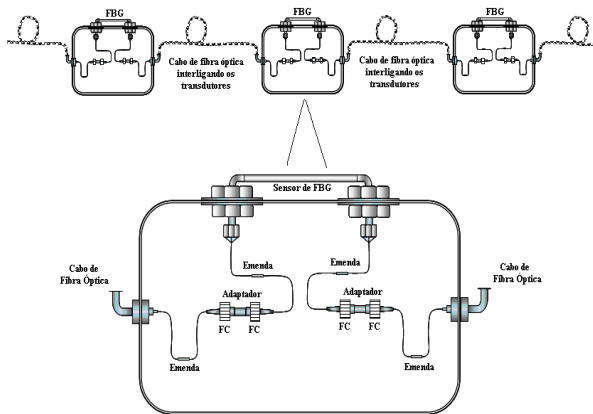 FBG
FBG
FBG
Cabo de fibra óptica
interligando os
transdutores
Cabo de fibra óptica
interligando os
transdutores
Sensor de FBG
Cabo de
Fibra Óptica
Emenda
Emenda
Cabo de
Fibra Óptica
Adaptador
Adaptador
FC
FC
FC
FC
Emenda
Emenda